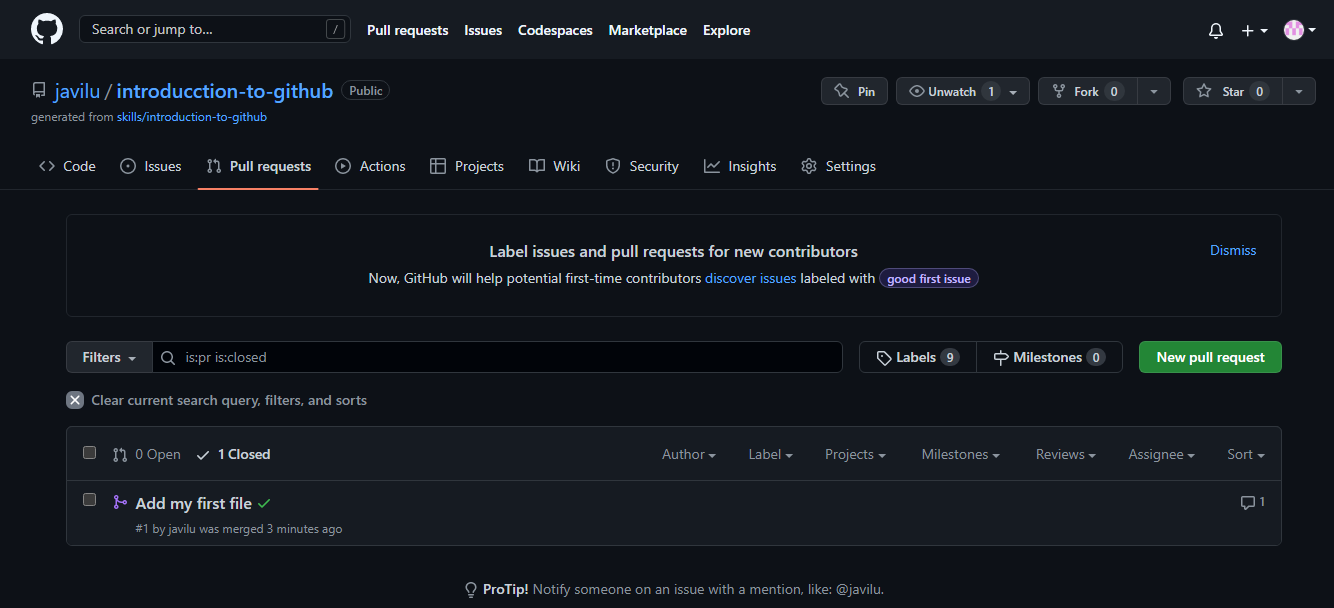 Search or jump to... / Pull requests Issues Codespaces Marketplace Explore
javilu / introducction-to-github Public Pin Unwatch 1 Fork 0 Star 0
generated from skills/introduction-to-github
Code Issues Pull requests Actions Projects Wiki Security Insights Settings
Label issues and pull requests for new contributors Dismiss
Now, GitHub will help potential first-time contributors discover issues labeled with good first issue
Filters is:pr is:closed Labels 9 Milestones 0 New pull request
Clear current search query, filters, and sorts
0 Open 1 Closed Author Label Projects Milestones Reviews Assignee Sort
Add my first file 1
#1 by javilu was merged 3 minutes ago
ProTip! Notify someone on an issue with a mention, like: @javilu.